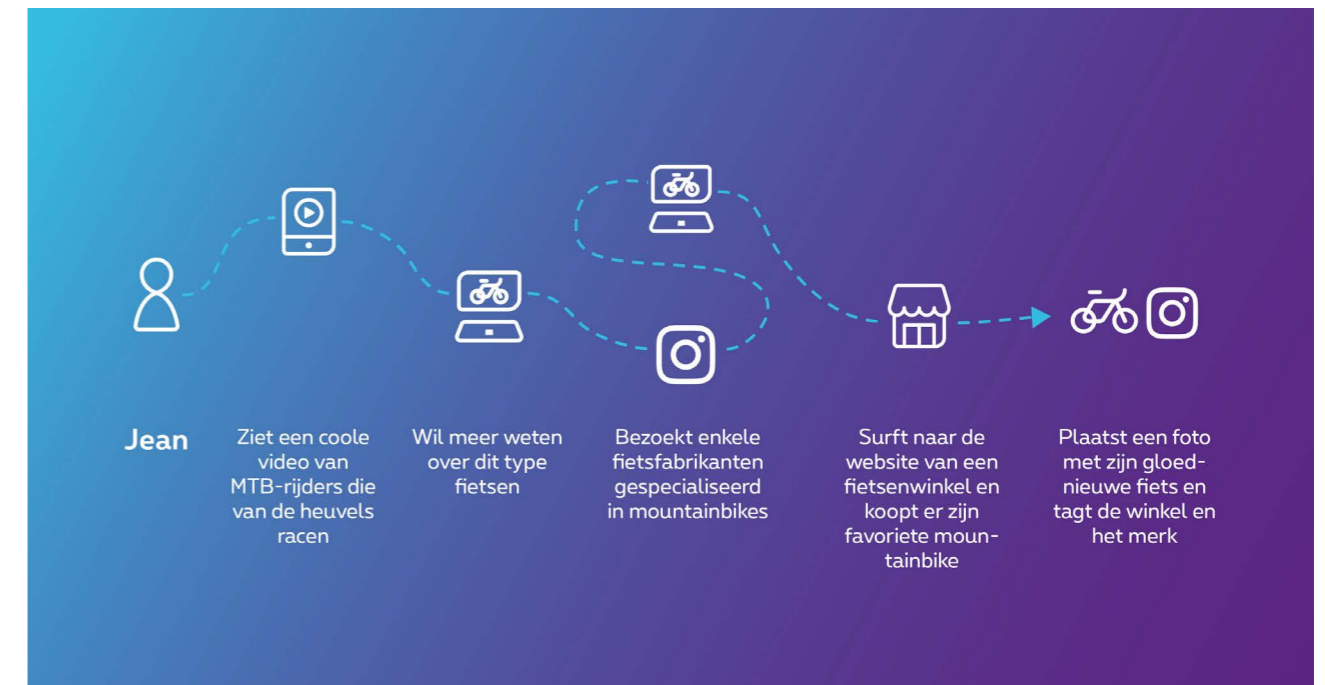 Jean
Ziet een coole
video van
MTB-rijders die
van de heuvels
racen
Wil meer weten
over dit type
fietsen
Bezoekt enkele
fietsfabrikanten
gespecialiseerd
in mountainbikes
Surft naar de
website van een
fietsenwinkel en
koopt er zijn
favoriete moun-
tainbike
Plaatst een foto
met zijn gloed-
nieuwe fiets en
tagt de winkel en
het merk